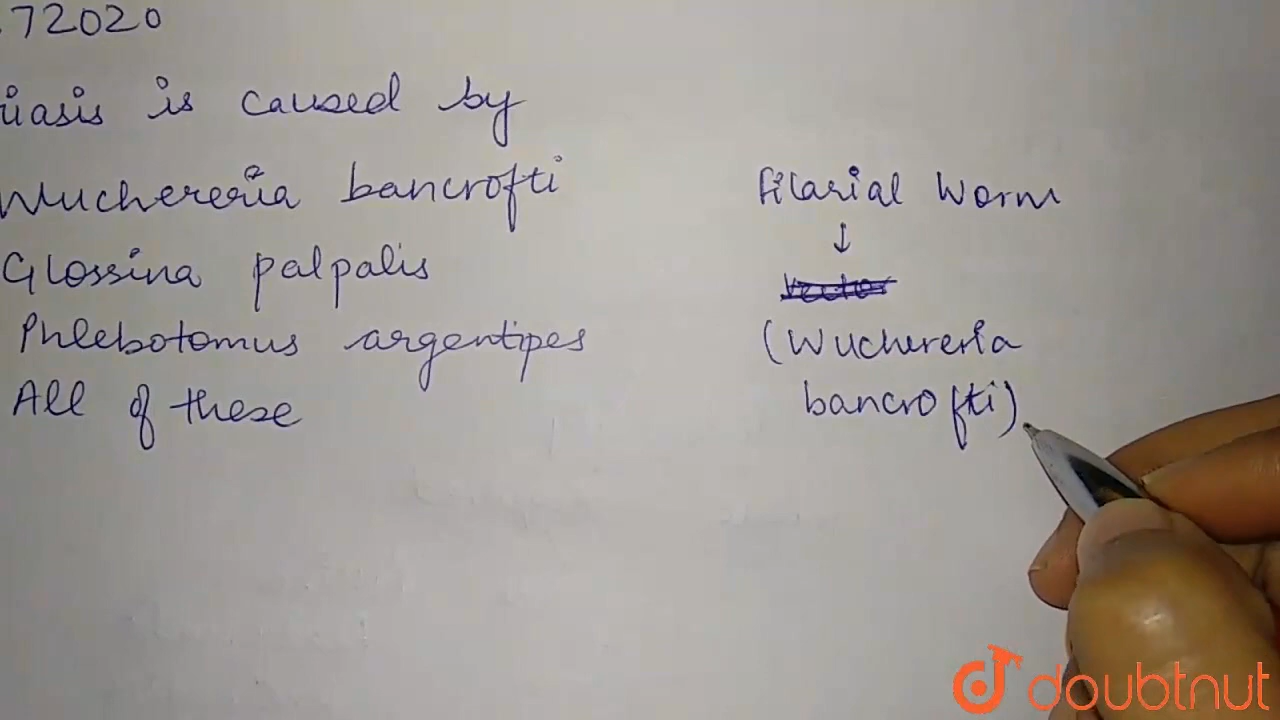 .72020
iasis is caused by
Wuchereria bancrofti
Glossina palpalis
Phlebotomus argentipes
All of these
Filarial Worm
↓
Vector
(Wuchereria
bancrofti)
doubtnut